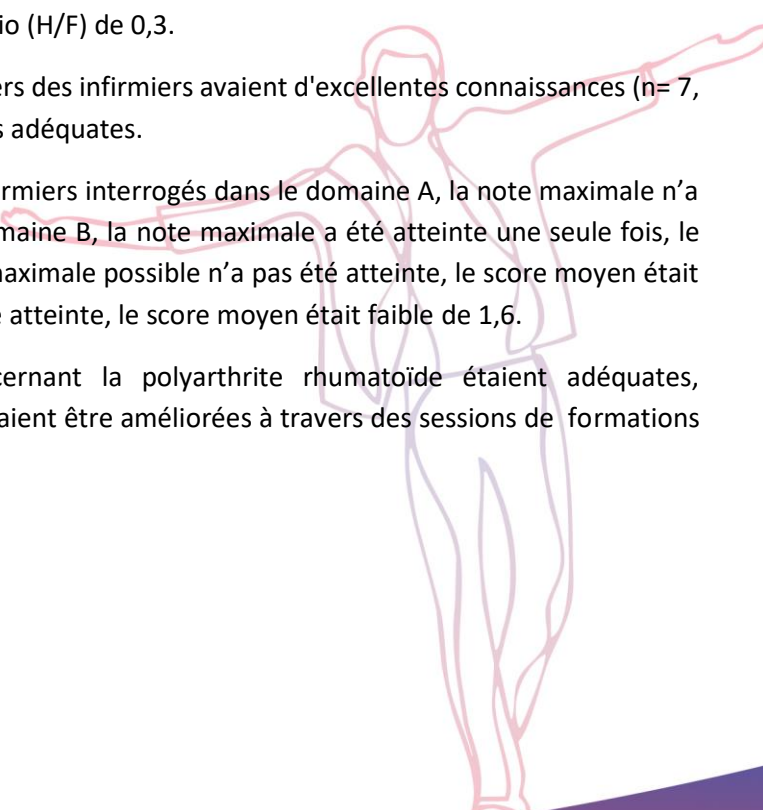 io (H/F) de 0,3.
ers des infirmiers avaient d'excellentes connaissances (n= 7,
s adéquates.
irmiers interrogés dans le domaine A, la note maximale n’a
maine B, la note maximale a été atteinte une seule fois, le
naximale possible n’a pas été atteinte, le score moyen était
é atteinte, le score moyen était faible de 1,6.
cernant la polyarthrite rhumatoïde étaient adéquates,
aient être améliorées à travers des sessions de formations